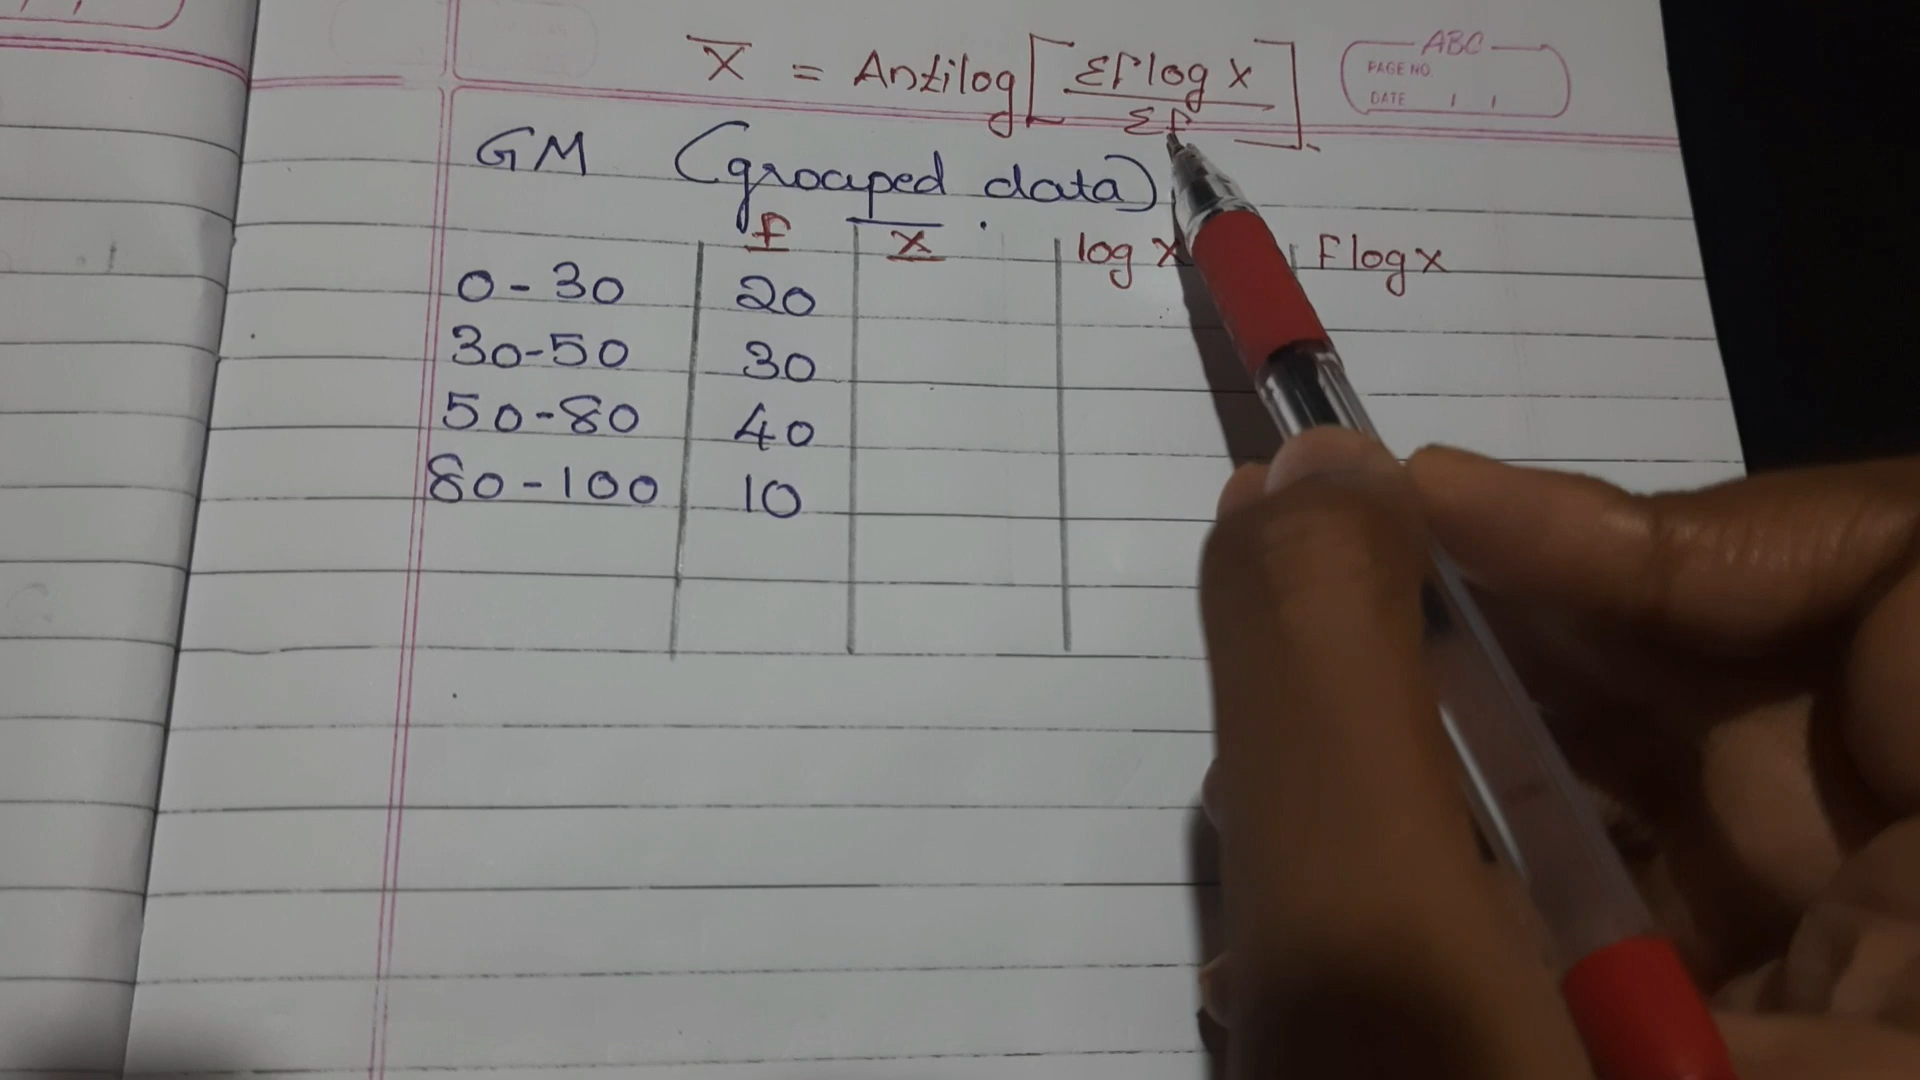 ABC
PAGE NO.
DATE / /
X̅ = Antilog [ Σf log x / Σf ]
GM (grouped data)
f x log x f log x
0 - 30 20
30-50 30
50-80 40
80-100 10